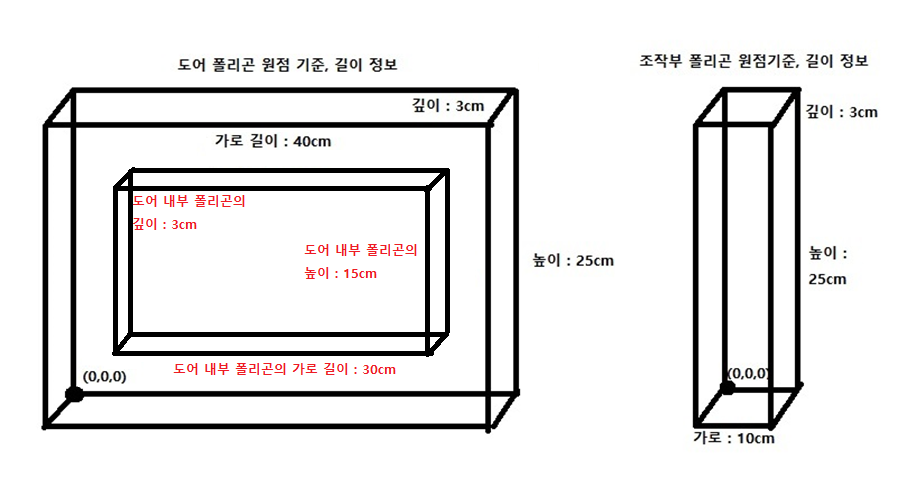 도어 폴리곤 원점 기준, 길이 정보
깊이 : 3cm
가로 길이 : 40cm
도어 내부 폴리곤의
깊이 : 3cm
도어 내부 폴리곤의
높이 : 15cm
높이 : 25cm
도어 내부 폴리곤의 가로 길이 : 30cm
(0,0,0)
조작부 폴리곤 원점기준, 길이 정보
깊이 : 3cm
높이 :
25cm
(0,0,0)
가로 : 10cm